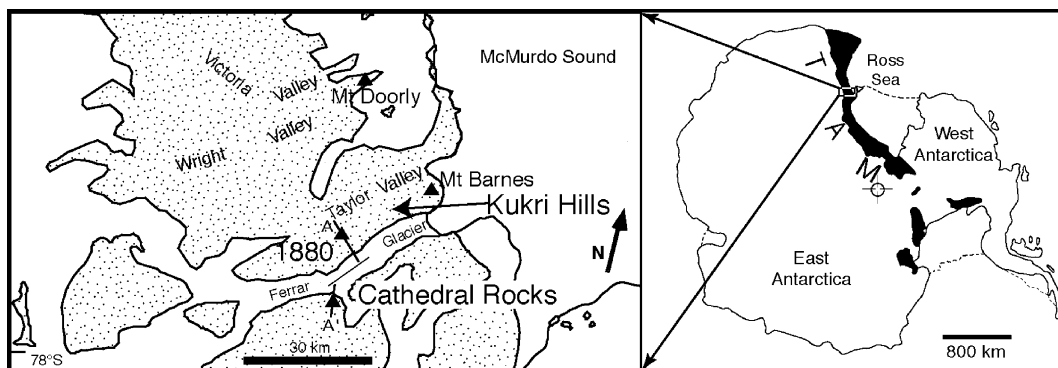 Victoria
Valley
McMurdo Sound
Mt Doorly
Valley
Wright
Mt Barnes
Taylor Valley
Kukri Hills
A
1880
Glacier
N
Ferrar
Cathedral Rocks
A'
78°S
30 km
T
A
M
Ross
Sea
West
Antarctica
East
Antarctica
800 km